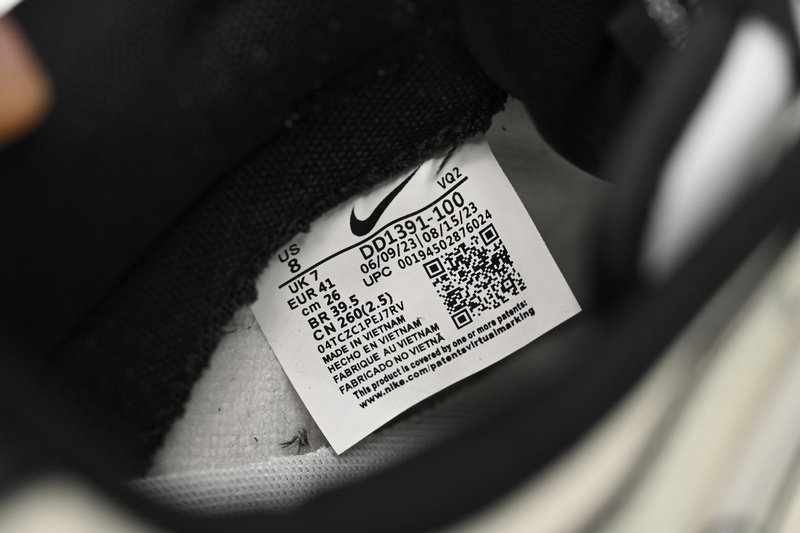 VQ2
US 8
DD1391-100
06/09/23|08/15/23
UPC 00194502876024
UK 7
EUR 41
cm 26
BR 39.5
CN 260(2.5)
04TCZC1PEJ7RV
MADE IN VIETNAM
HECHO EN VIETNAM
FABRIQUE AU VIETNAM
FABRICADO NO VIETNÃ
This product is covered by one or more patents:
www.nike.com/patentsvirtualmarking